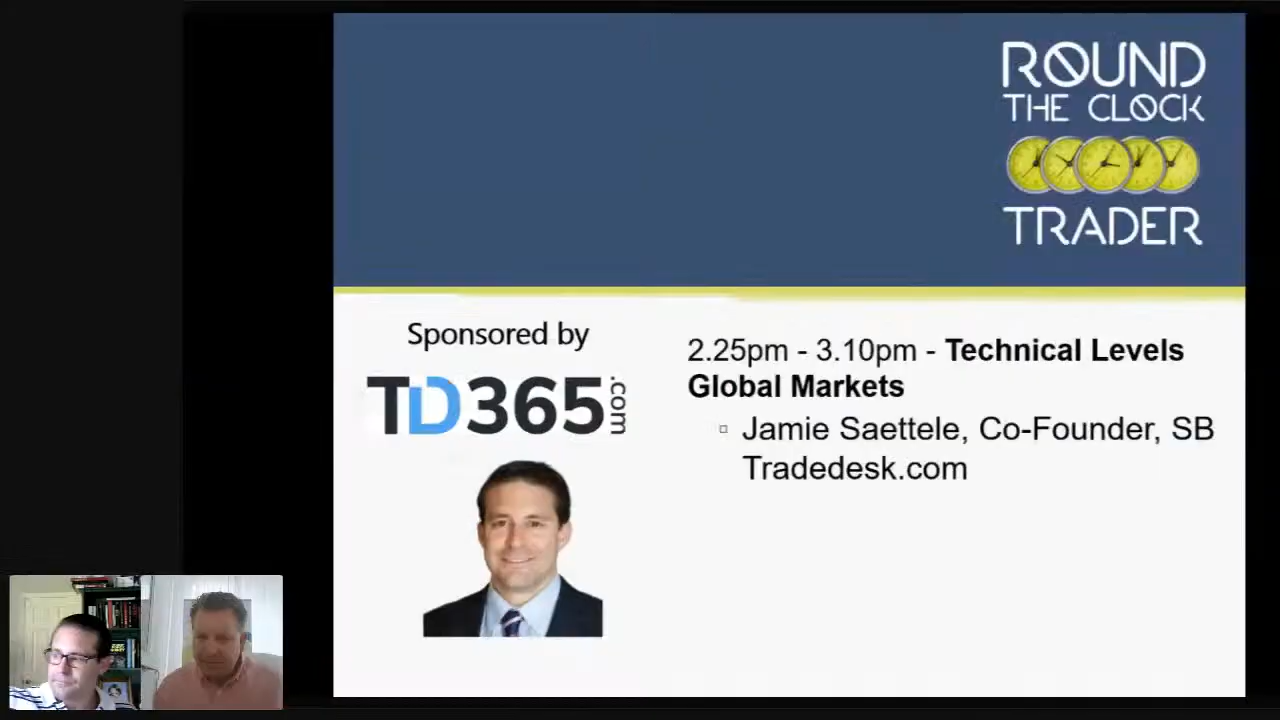 ROUND
THE CLOCK
TRADER
Sponsored by
TD365.com
2.25pm - 3.10pm - Technical Levels
Global Markets
Jamie Saettele, Co-Founder, SB
Tradedesk.com